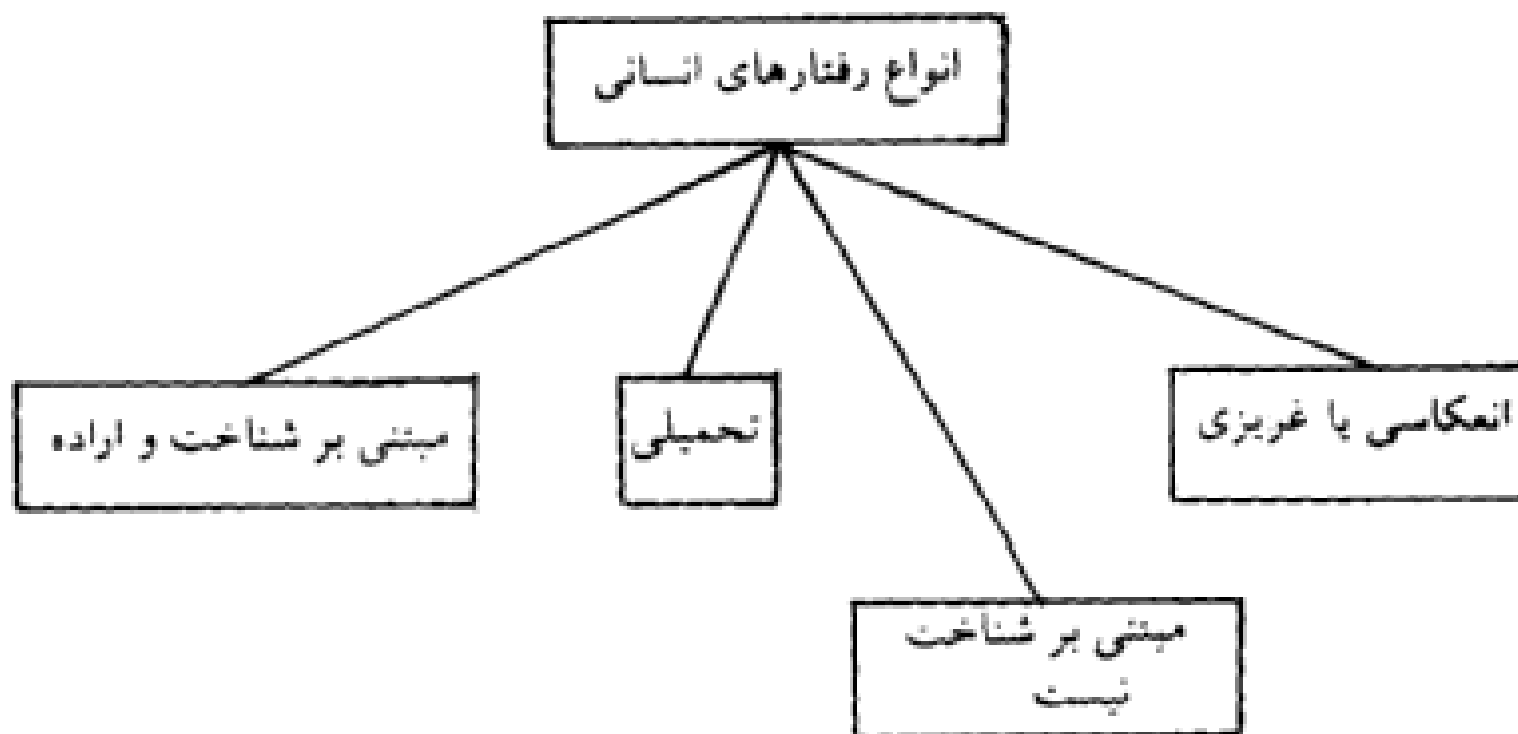 انواع رفتارهای انسانی
انعکاسی یا غریزی
تحمیلی
مبتنی بر شناخت و اراده
مبتنی بر شناخت
نیست